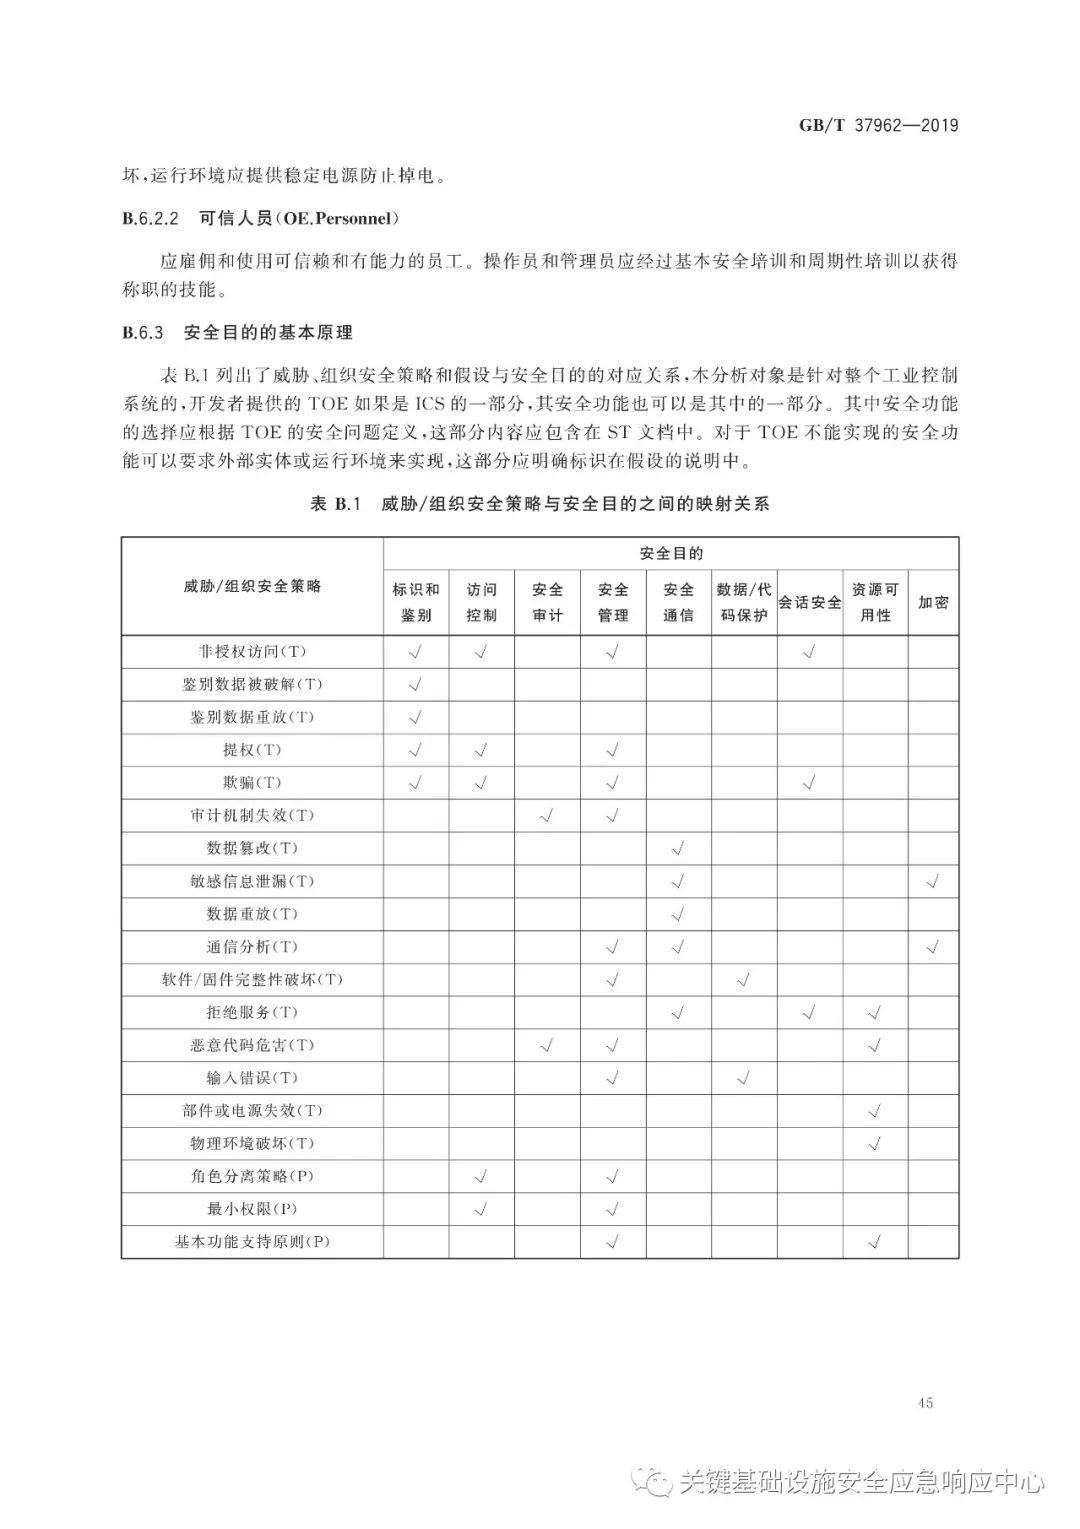 GB/T 37962—2019
坏,运行环境应提供稳定电源防止掉电。
B.6.2.2 可信人员(OE.Personnel)
应雇佣和使用可信赖和有能力的员工。操作员和管理员应经过基本安全培训和周期性培训以获得
称职的技能。
B.6.3 安全目的的基本原理
表 B.1 列出了威胁、组织安全策略和假设与安全目的的对应关系,本分析对象是针对整个工业控制
系统的,开发者提供的 TOE 如果是 ICS 的一部分,其安全功能也可以是其中的一部分。其中安全功能
的选择应根据 TOE 的安全问题定义,这部分内容应包含在 ST 文档中。对于 TOE 不能实现的安全功
能可以要求外部实体或运行环境来实现,这部分应明确标识在假设的说明中。
表 B.1 威胁/组织安全策略与安全目的之间的映射关系
威胁/组织安全策略 安全目的
标识和鉴别 访问控制 安全审计 安全管理 安全通信 数据/代码保护 会话安全 资源可用性 加密
非授权访问(T) √ √ √ √
鉴别数据被破解(T) √
鉴别数据重放(T) √
提权(T) √ √ √
欺骗(T) √ √ √ √
审计机制失效(T) √ √
数据篡改(T) √
敏感信息泄漏(T) √ √
数据重放(T) √
通信分析(T) √ √ √
软件/固件完整性破坏(T) √ √
拒绝服务(T) √ √ √
恶意代码危害(T) √ √ √
输入错误(T) √ √
部件或电源失效(T) √
物理环境破坏(T) √
角色分离策略(P) √ √
最小权限(P) √ √
基本功能支持原则(P) √ √
45
关键基础设施安全应急响应中心